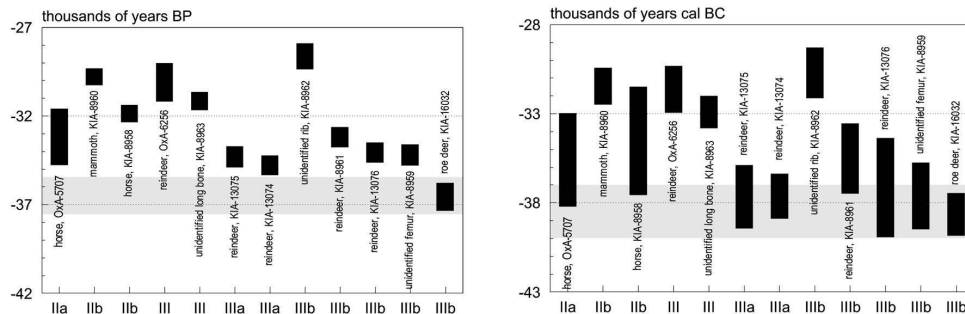 thousands of years BP
-27
-32
-37
-42
horse, OxA-5707
mammoth, KIA-8960
horse, KIA-8958
reindeer, OxA-6256
unidentified long bone, KIA-8963
reindeer, KIA-13075
reindeer, KIA-13074
unidentified rib, KIA-8962
reindeer, KIA-8961
reindeer, KIA-13076
unidentified femur, KIA-8959
roe deer, KIA-16032
IIa IIb IIb III III IIIa IIIa IIIb IIIb IIIb IIIb IIIb
thousands of years cal BC
-28
-33
-38
-43
horse, OxA-5707
mammoth, KIA-8960
horse, KIA-8958
reindeer, OxA-6256
unidentified long bone, KIA-8963
reindeer, KIA-13075
reindeer, KIA-13074
unidentified rib, KIA-8962
reindeer, KIA-8961
reindeer, KIA-13076
unidentified femur, KIA-8959
roe deer, KIA-16032
IIa IIb IIb III III IIIa IIIa IIIb IIIb IIIb IIIb IIIb